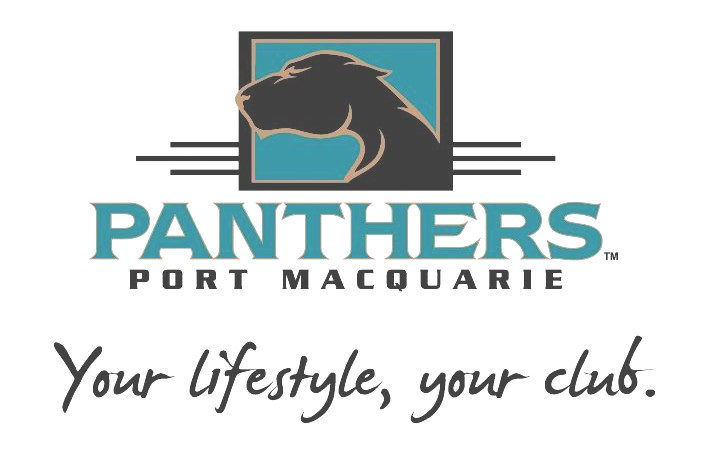 PANTHERS™
PORT MACQUARIE
Your lifestyle, your club.